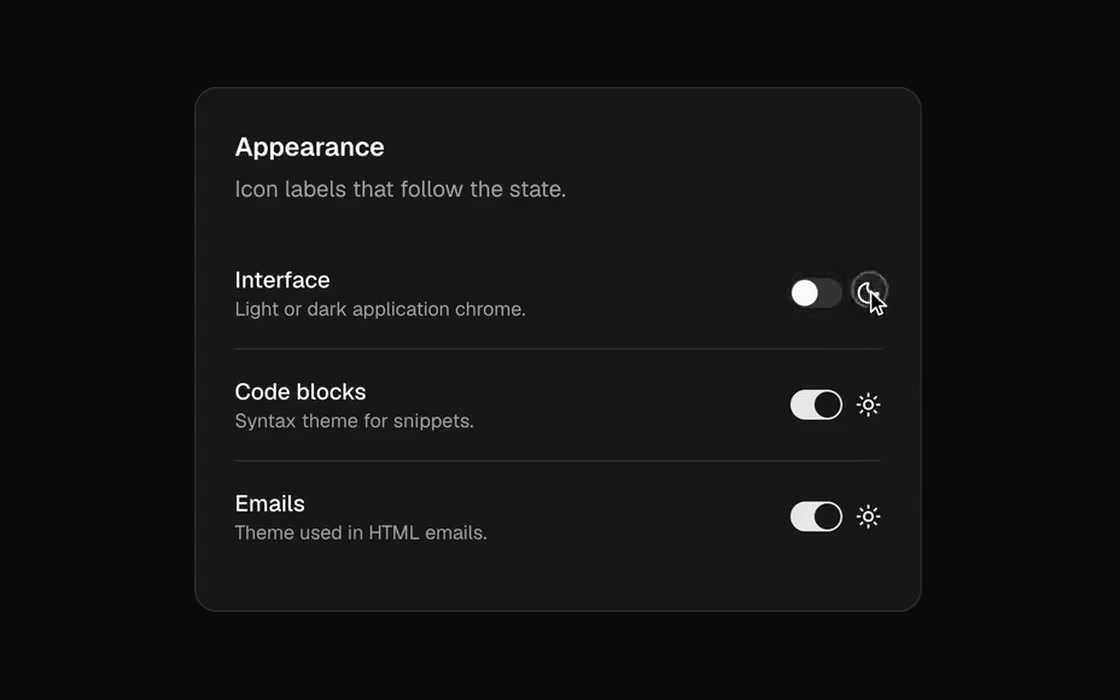 Appearance
Icon labels that follow the state.
Interface
Light or dark application chrome.
Code blocks
Syntax theme for snippets.
Emails
Theme used in HTML emails.